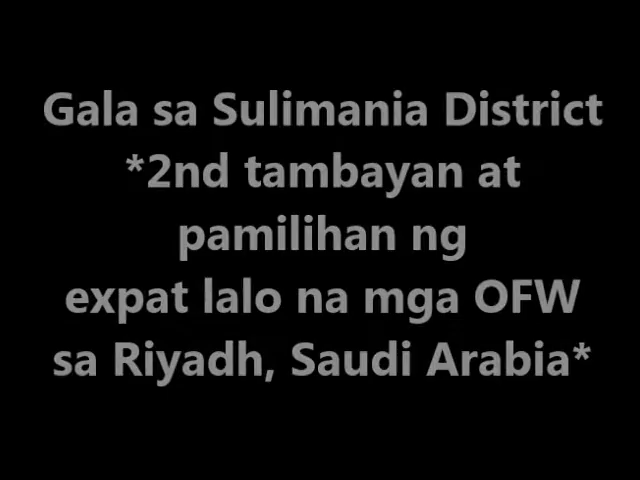 Gala sa Sulimania District
*2nd tambayan at
pamilihan ng
expat lalo na mga OFW
sa Riyadh, Saudi Arabia*